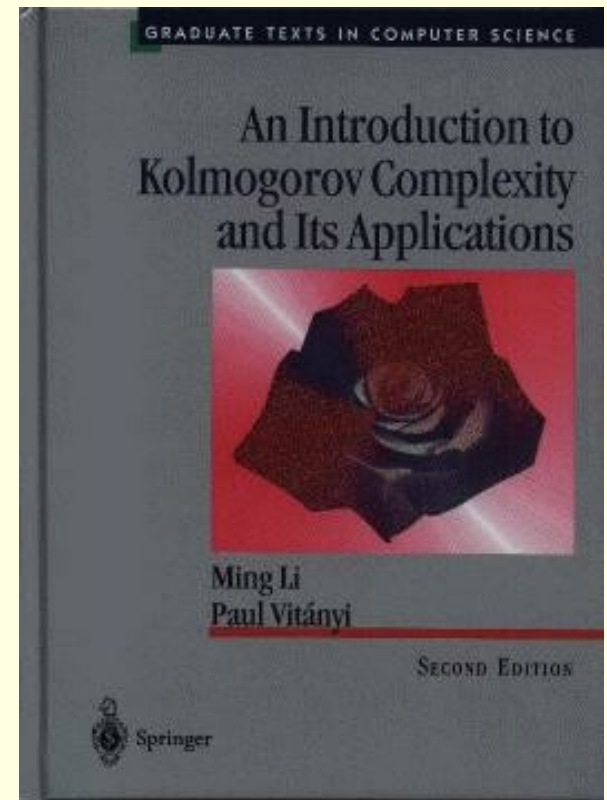 GRADUATE TEXTS IN COMPUTER SCIENCE
An Introduction to
Kolmogorov Complexity
and Its Applications
Ming Li
Paul Vitányi
SECOND EDITION
Springer